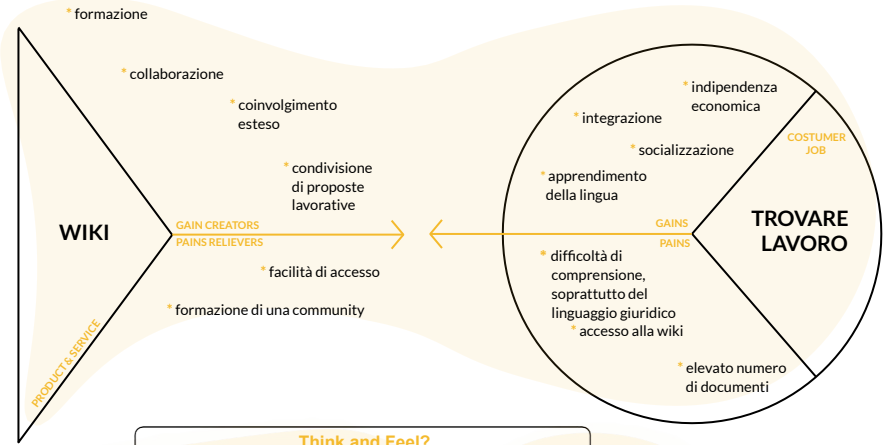 * formazione
* collaborazione
* coinvolgimento
esteso
* condivisione
di proposte
lavorative
WIKI
GAIN CREATORS
PAINS RELIEVERS
* facilità di accesso
* formazione di una community
PRODUCT & SERVICE
* indipendenza
economica
* integrazione
* socializzazione
* apprendimento
della lingua
COSTUMER
JOB
GAINS
PAINS
TROVARE
LAVORO
* difficoltà di
comprensione,
soprattutto del
linguaggio giuridico
* accesso alla wiki
* elevato numero
di documenti
Think and Feel?